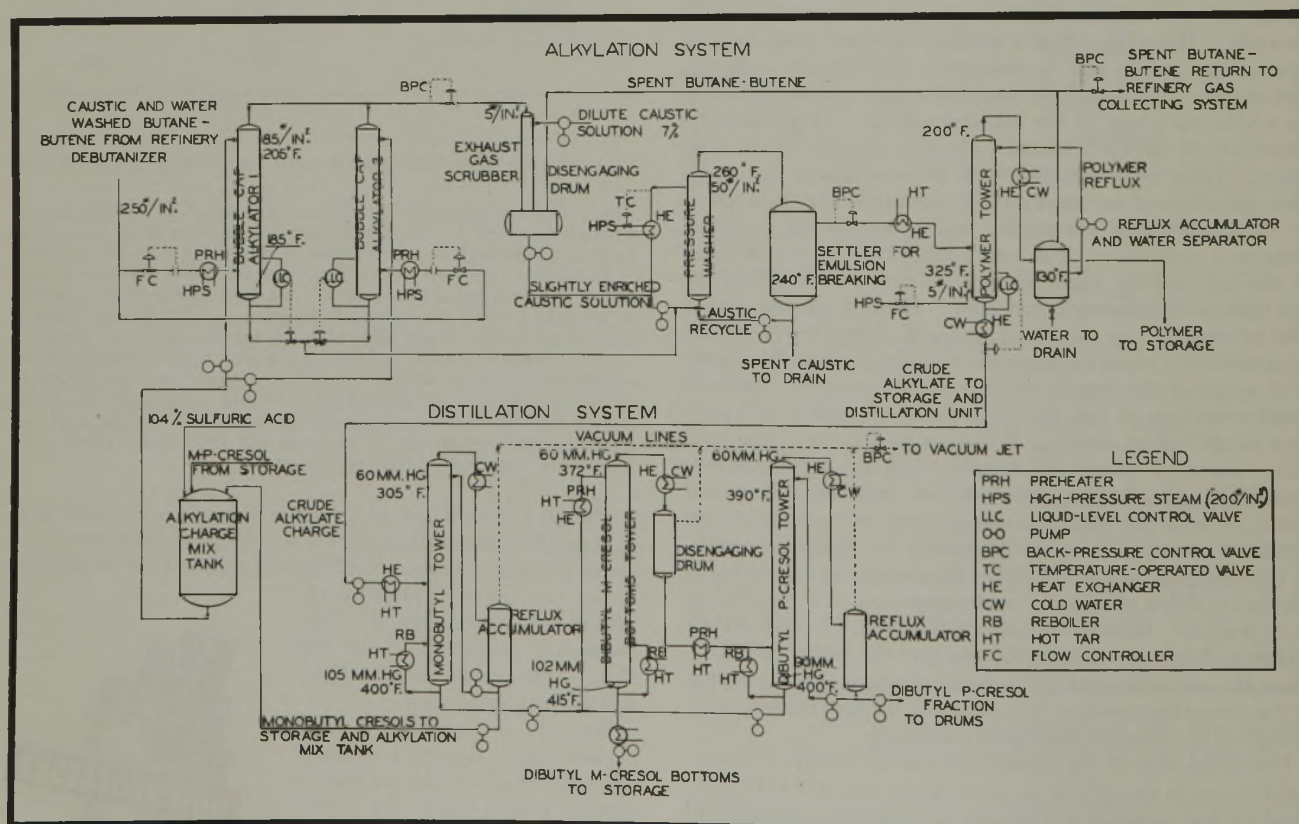 ALKYLATION SYSTEM
SPENT BUTANE-BUTENE
BPC
SPENT BUTANE-
BUTENE RETURN TO
REFINERY GAS
COLLECTING SYSTEM
CAUSTIC AND WATER
WASHED BUTANE-
BUTENE FROM REFINERY
DEBUTANIZER
BPC
5#/IN.²
85#/IN.²
205°F.
BUBBLE CAP
ALKYLATOR 1
BUBBLE CAP
ALKYLATOR 2
185°F.
EXHAUST
GAS
SCRUBBER
DILUTE CAUSTIC
SOLUTION 7%
DISENGAGING
DRUM
260°F.
50#/IN.²
TC
HE
HPS
PRESSURE
WASHER
BPC
HT
HE
SETTLER FOR
EMULSION
BREAKING
240°F.
200°F.
POLYMER TOWER
HE
CW
POLYMER
REFLUX
REFLUX ACCUMULATOR
AND WATER SEPARATOR
130°F.
325°F.
5#/IN.²
HPS
FC
LLC
CW
HE
WATER TO
DRAIN
POLYMER
TO STORAGE
250#/IN.²
FC
PRH
HPS
LLC
LLC
PRH
HPS
FC
SLIGHTLY ENRICHED
CAUSTIC SOLUTION
CAUSTIC
RECYCLE
SPENT CAUSTIC
TO DRAIN
CRUDE
ALKYLATE TO
STORAGE AND
DISTILLATION UNIT
104% SULFURIC ACID
M-P-CRESOL
FROM STORAGE
ALKYLATION
CHARGE
MIX
TANK
DISTILLATION SYSTEM
VACUUM LINES
BPC
TO VACUUM JET
CRUDE
ALKYLATE
CHARGE
60 MM. HG
305°F.
CW
MONOBUTYL TOWER
HE
HT
RB
HT
105 MM. HG
400°F.
REFLUX
ACCUMULATOR
60 MM. HG
372°F.
PRH
HT
HE
DIBUTYL M-CRESOL
BOTTOMS TOWER
HE
CW
DISENGAGING
DRUM
102 MM
HG
415°F.
RB
HT
PRH
HT
60 MM. HG
390°F.
DIBUTYL P-CRESOL TOWER
HE
CW
RB
HT
90 MM.
HG
400°F.
REFLUX
ACCUMULATOR
MONOBUTYL CRESOLS TO
STORAGE AND ALKYLATION
MIX TANK
DIBUTYL M-CRESOL BOTTOMS
TO STORAGE
DIBUTYL P-CRESOL
FRACTION
TO DRUMS
LEGEND
PRH PREHEATER
HPS HIGH-PRESSURE STEAM (200#/IN.²)
LLC LIQUID-LEVEL CONTROL VALVE
PUMP
BPC BACK-PRESSURE CONTROL VALVE
TC TEMPERATURE-OPERATED VALVE
HE HEAT EXCHANGER
CW COLD WATER
RB REBOILER
HT HOT TAR
FC FLOW CONTROLLER